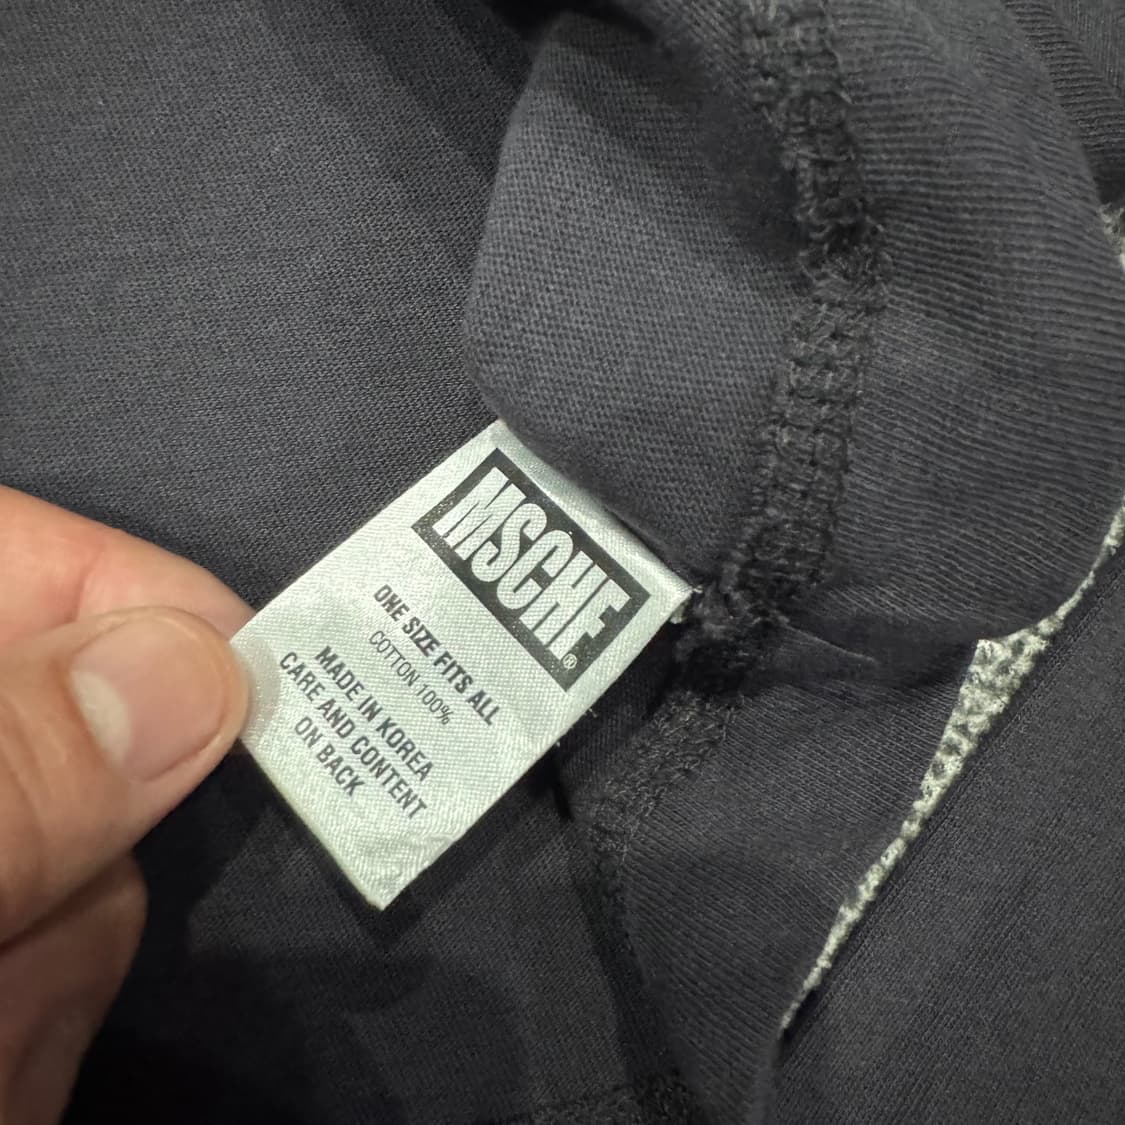 MSCHF®
ONE SIZE FITS ALL
COTTON 100%
MADE IN KOREA
CARE AND CONTENT
ON BACK